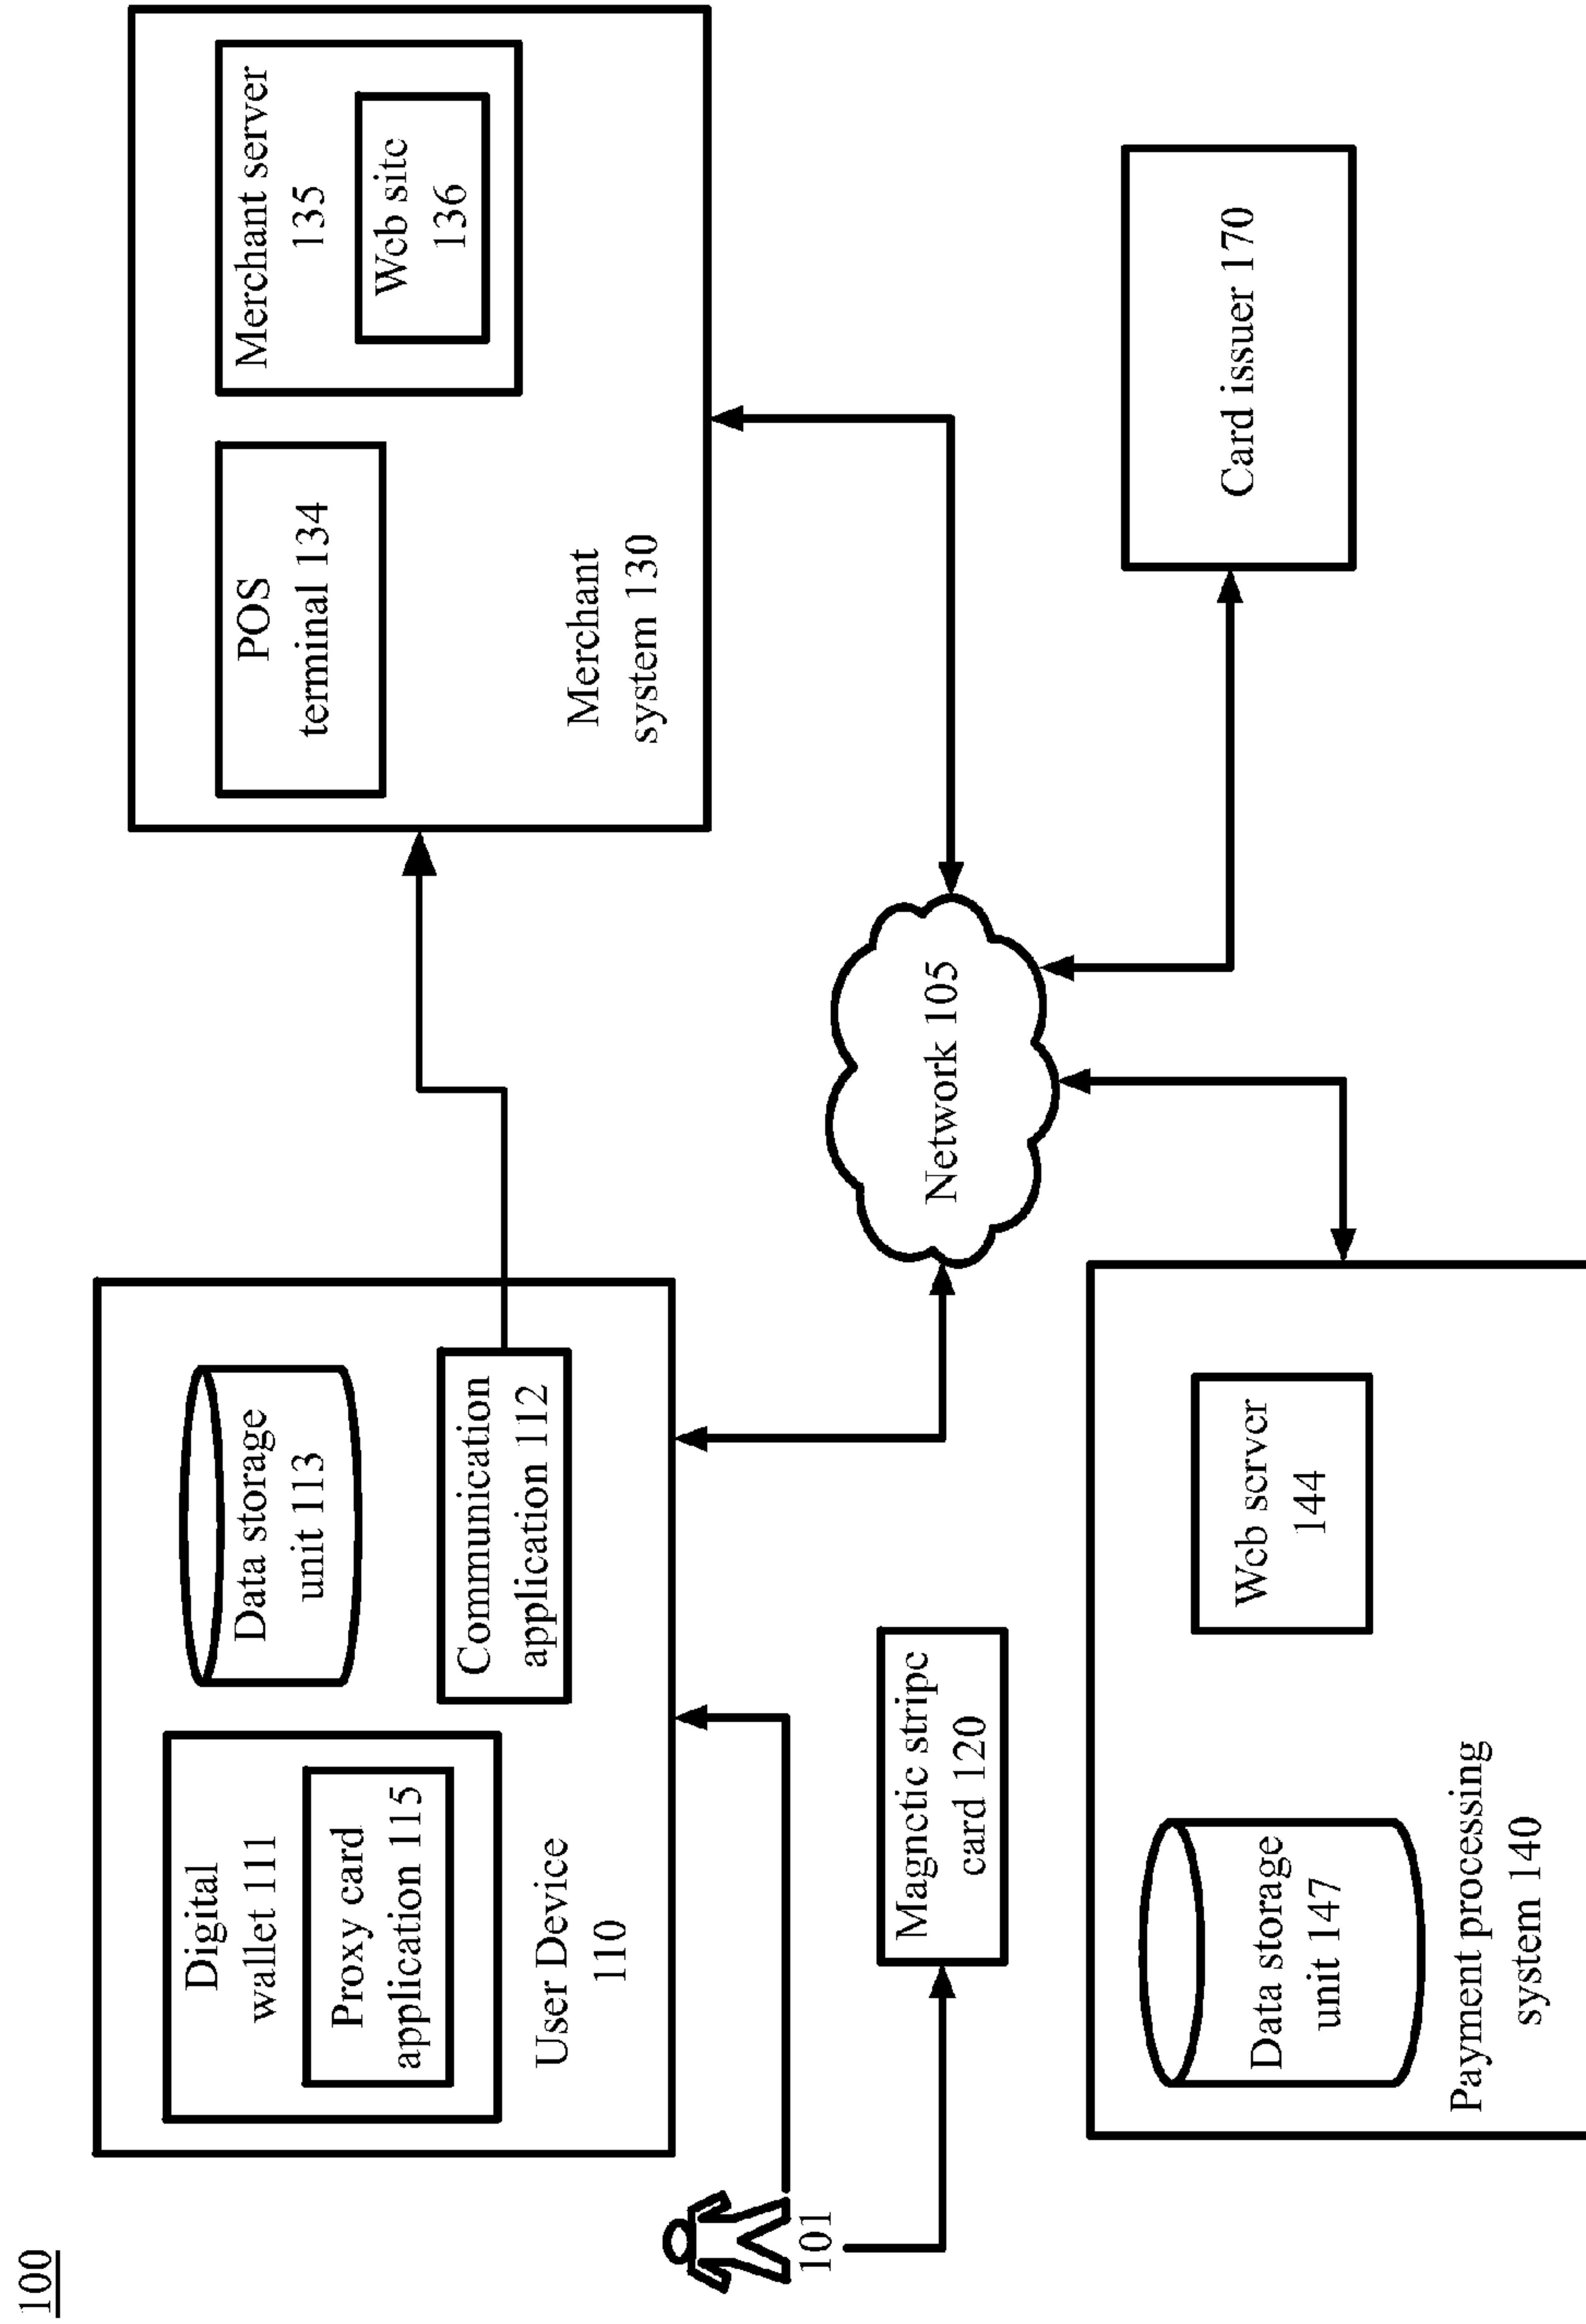 100
Digital
wallet 111
Proxy card
application 115
Data storage
unit 113
Communication
application 112
User Device
110
POS
terminal 134
Merchant server
135
Web site
136
Merchant
system 130
101
Magnetic stripe
card 120
Network 105
Card issuer 170
Data storage
unit 147
Web server
144
Payment processing
system 140